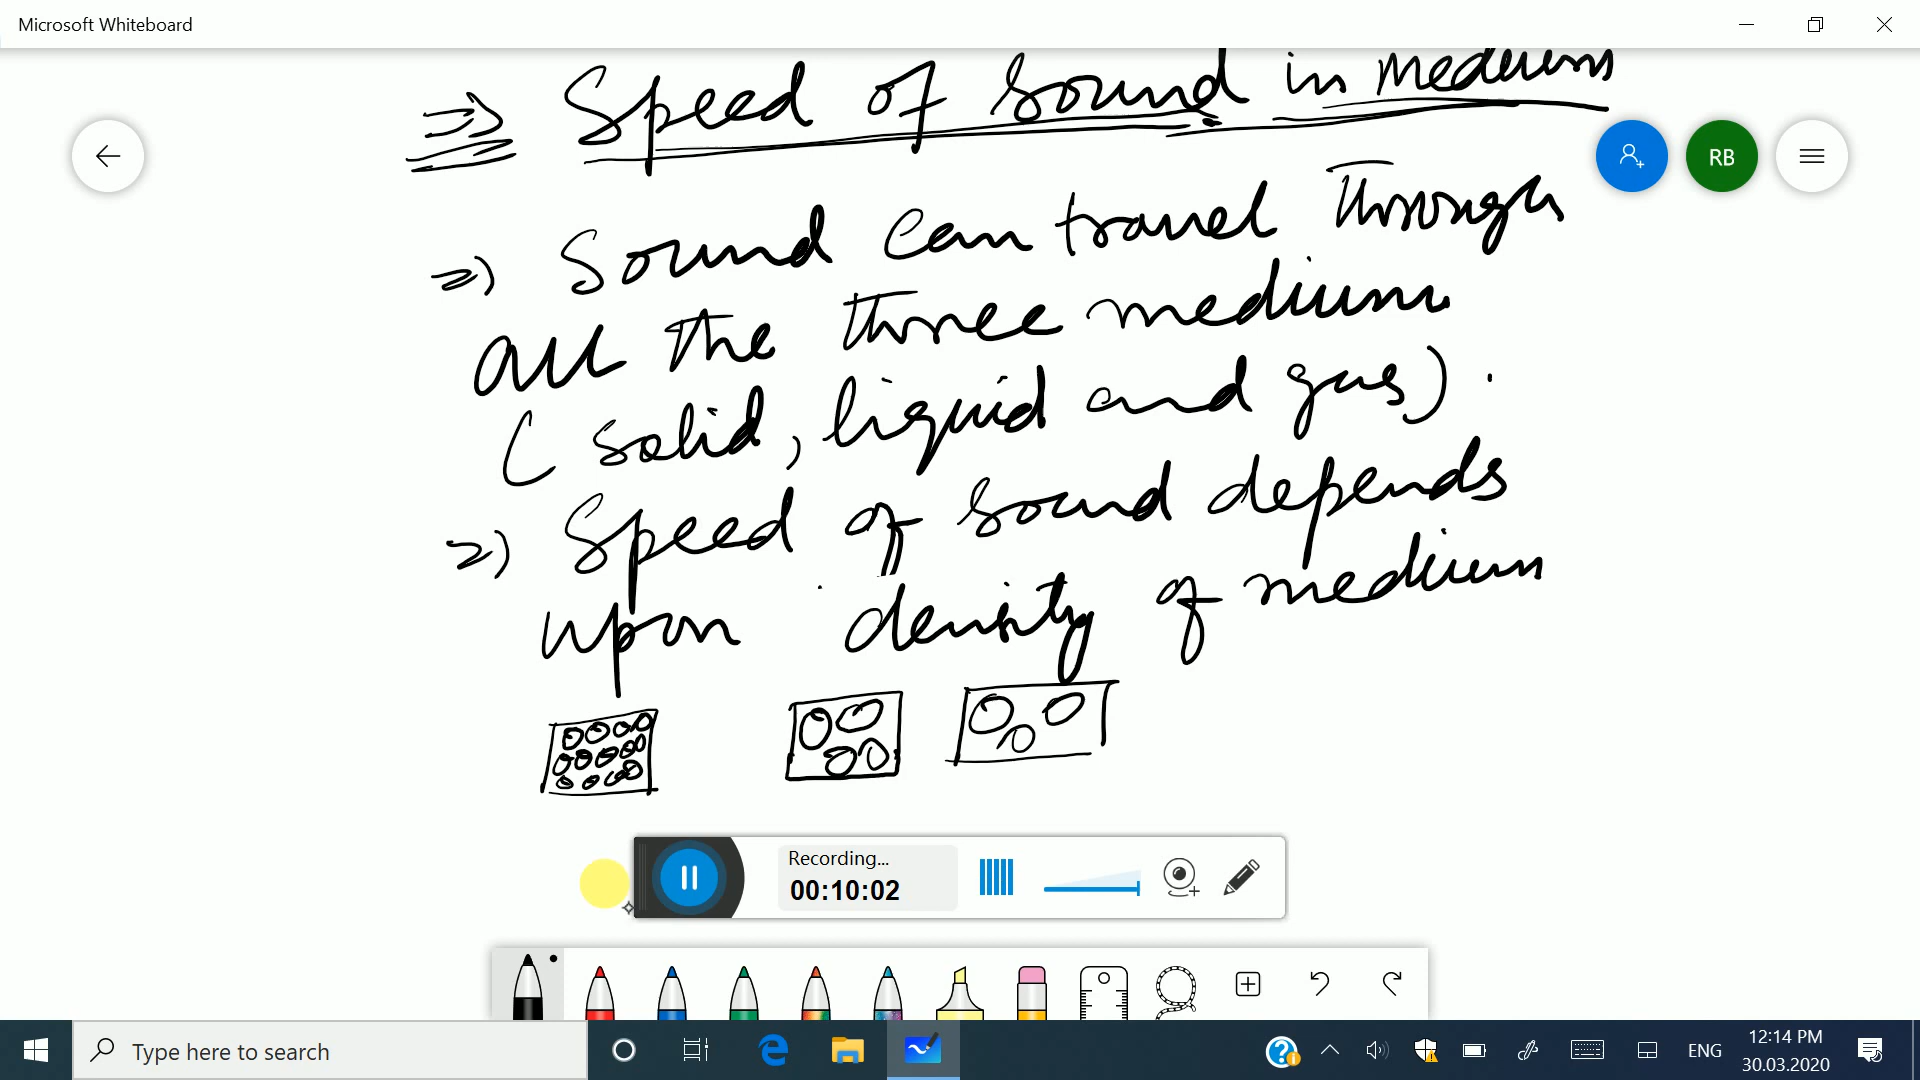 Microsoft Whiteboard
⇒ Speed of Sound in Medium
RB
⇒ Sound can travel through
all the three medium
(solid, liquid and gas).
⇒ Speed of sound depends
upon density of medium
Recording...
00:10:02
Type here to search
ENG
12:14 PM
30.03.2020